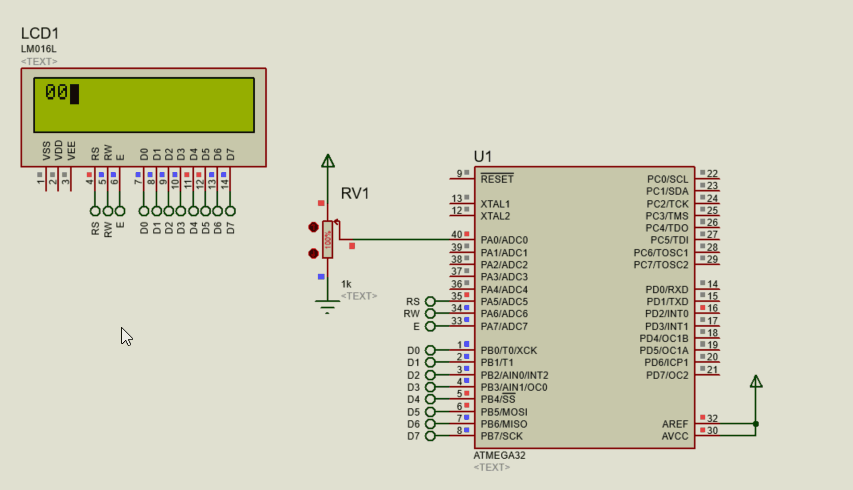 LCD1
LM016L
<TEXT>
00
VSS
VDD
VEE
RS
RW
E
D0
D1
D2
D3
D4
D5
D6
D7
1
2
3
4
5
6
7
8
9
10
11
12
13
14
RS
RW
E
D0
D1
D2
D3
D4
D5
D6
D7
RV1
100%
1k
<TEXT>
U1
9 RESET PC0/SCL 22
PC1/SDA 23
13 XTAL1 PC2/TCK 24
12 XTAL2 PC3/TMS 25
PC4/TDO 26
40 PA0/ADC0 PC5/TDI 27
39 PA1/ADC1 PC6/TOSC1 28
38 PA2/ADC2 PC7/TOSC2 29
37 PA3/ADC3
36 PA4/ADC4 PD0/RXD 14
RS 35 PA5/ADC5 PD1/TXD 15
RW 34 PA6/ADC6 PD2/INT0 16
E 33 PA7/ADC7 PD3/INT1 17
PD4/OC1B 18
D0 1 PB0/T0/XCK PD5/OC1A 19
D1 2 PB1/T1 PD6/ICP1 20
D2 3 PB2/AIN0/INT2 PD7/OC2 21
D3 4 PB3/AIN1/OC0
D4 5 PB4/SS
D5 6 PB5/MOSI
D6 7 PB6/MISO AREF 32
D7 8 PB7/SCK AVCC 30
ATMEGA32
<TEXT>